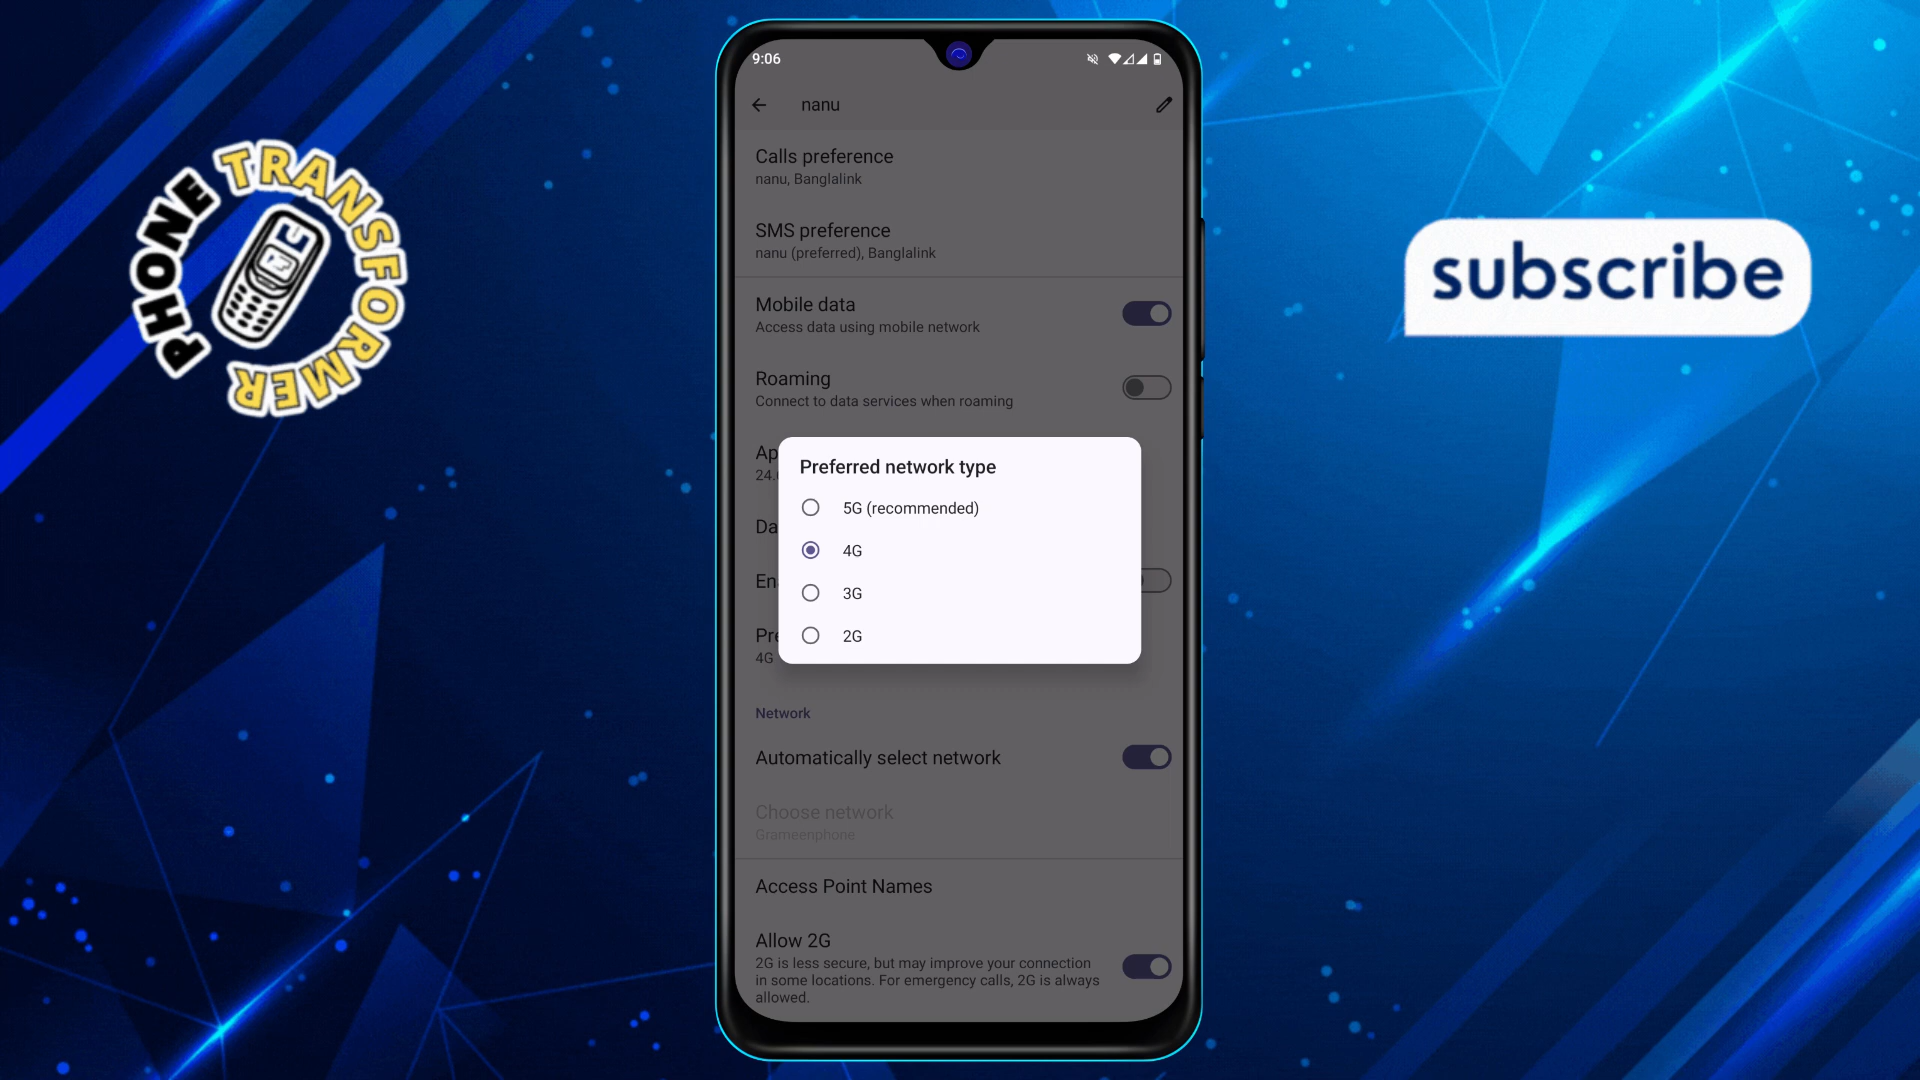 PHONE TRANSFORMER
9:06
nanu
Calls preference
nanu, Banglalink
SMS preference
nanu (preferred), Banglalink
Mobile data
Access data using mobile network
Roaming
Connect to data services when roaming
Ap
24.
Da
En
Pre
4G
Preferred network type
5G (recommended)
4G
3G
2G
Network
Automatically select network
Choose network
Grameenphone
Access Point Names
Allow 2G
2G is less secure, but may improve your connection
in some locations. For emergency calls, 2G is always
allowed.
subscribe